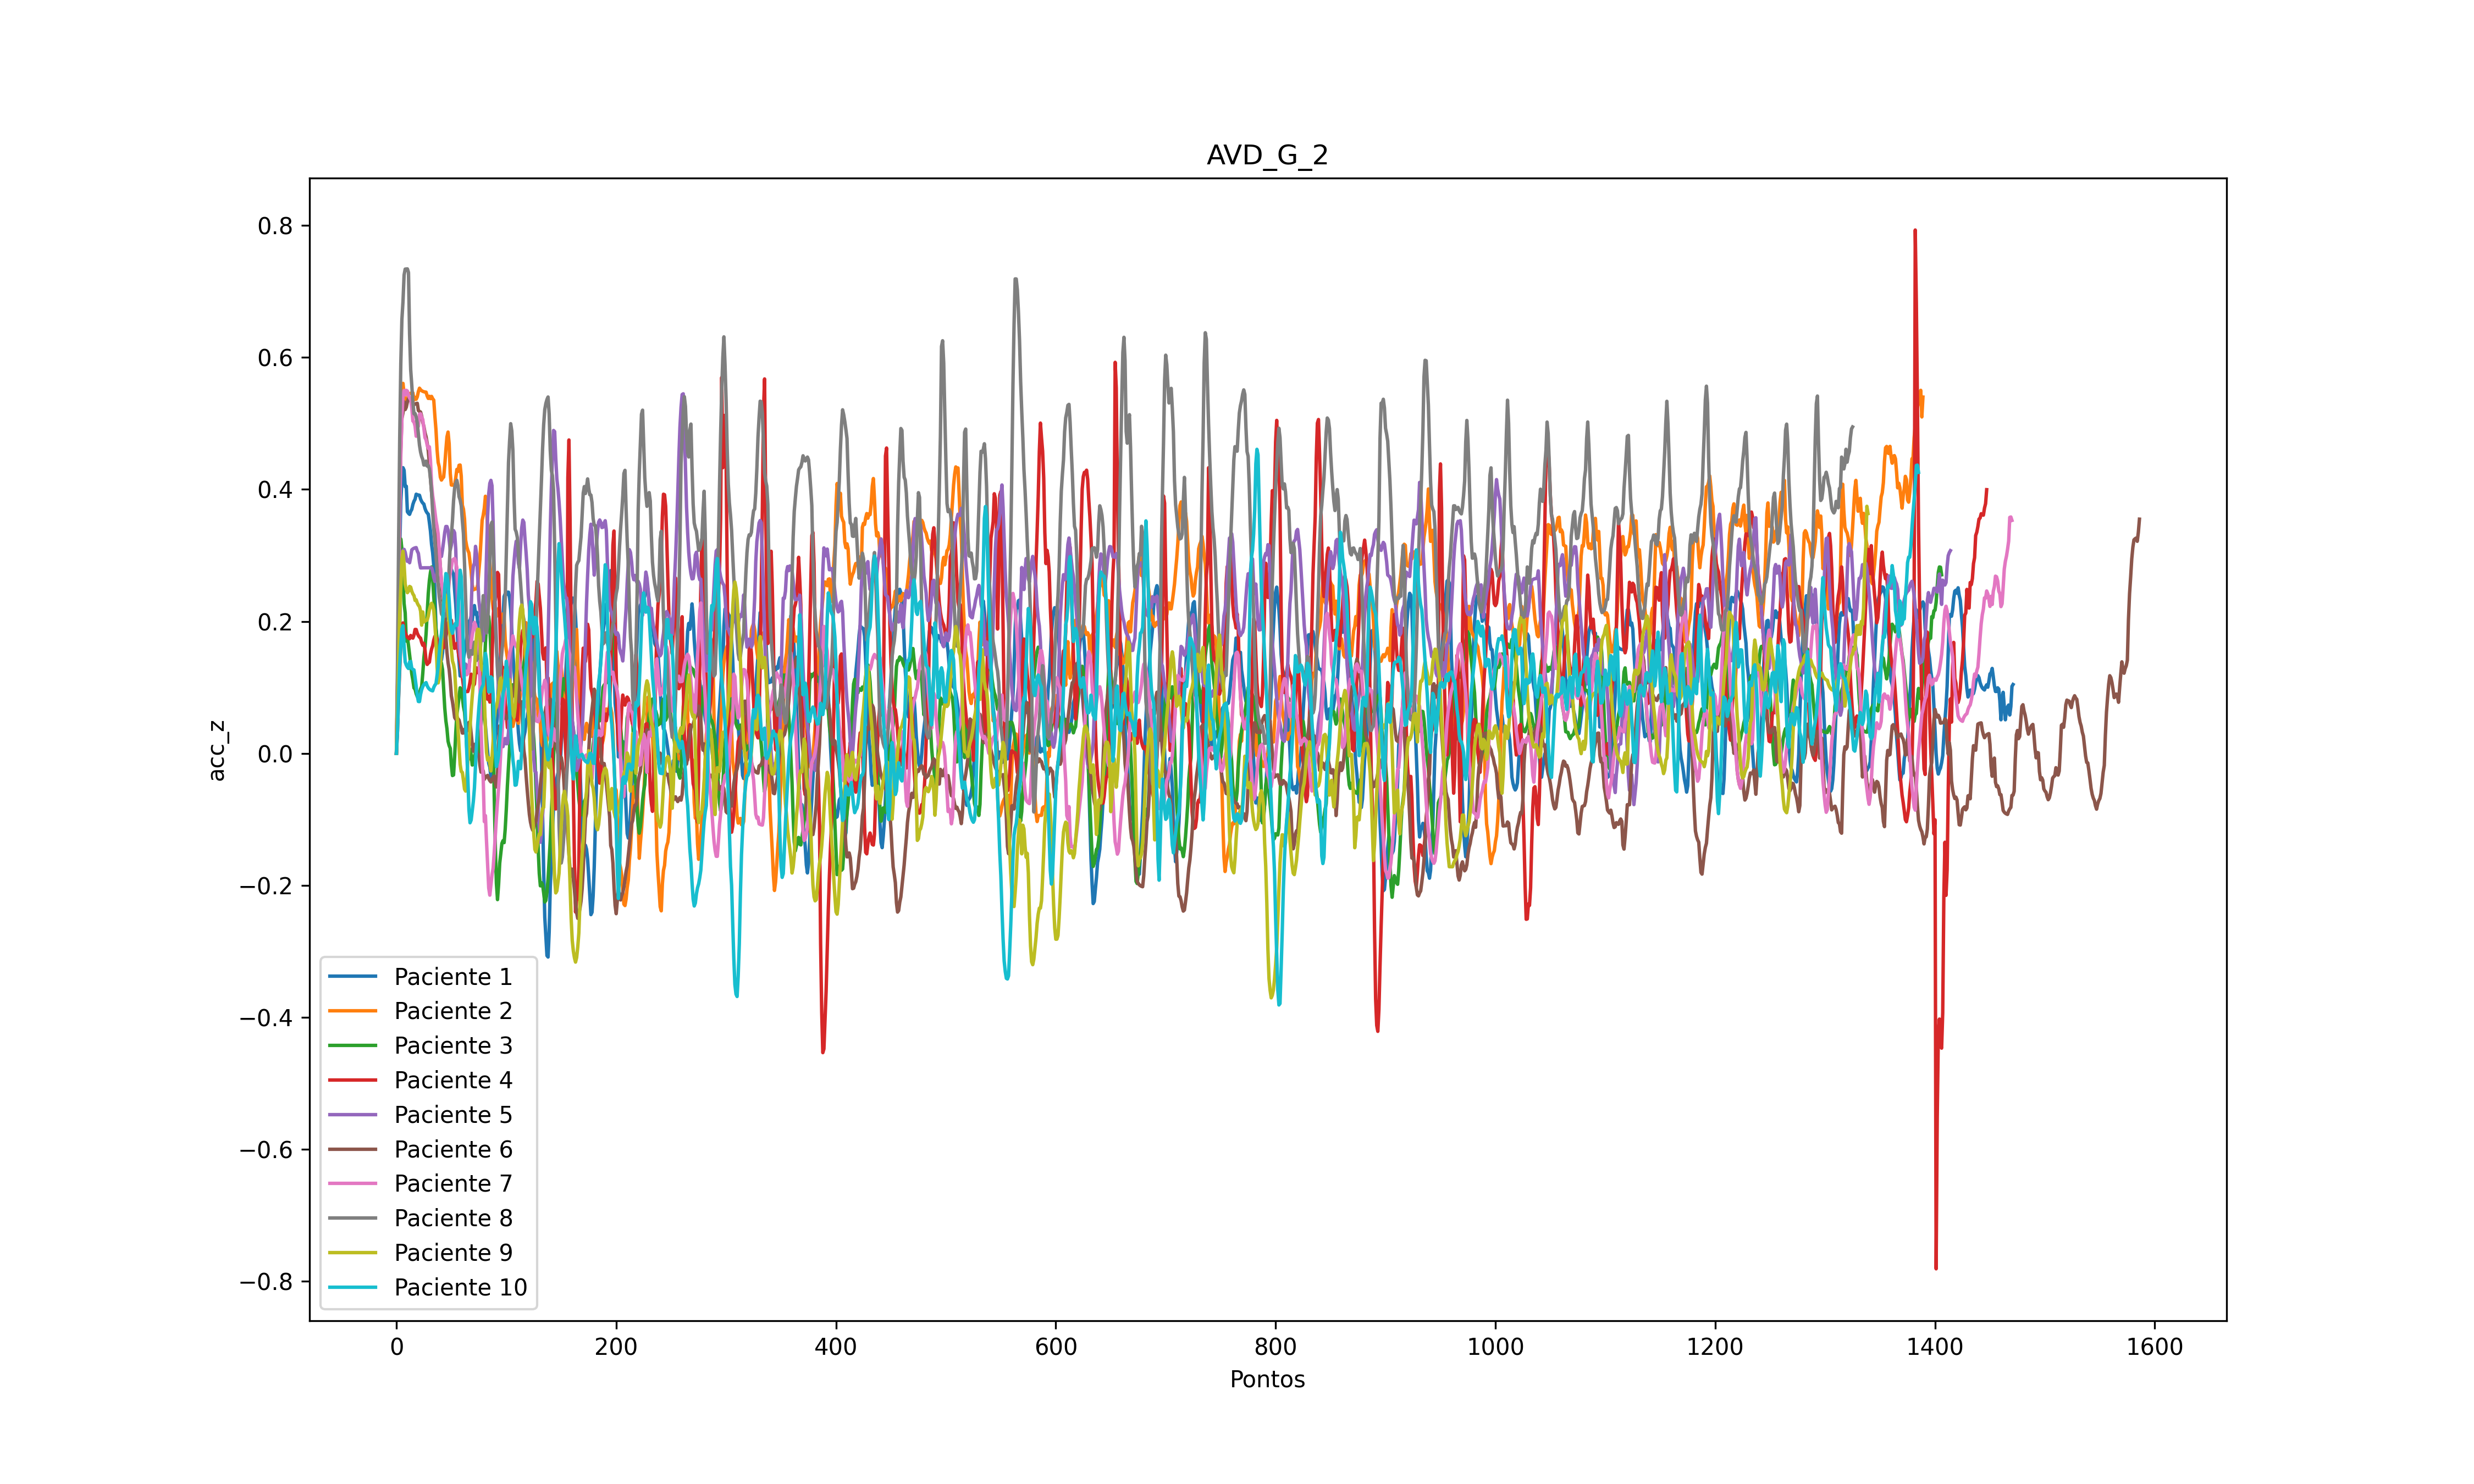 AVD_G_2
acc_z
0.8
0.6
0.4
0.2
0.0
−0.2
−0.4
−0.6
−0.8
Paciente 1
Paciente 2
Paciente 3
Paciente 4
Paciente 5
Paciente 6
Paciente 7
Paciente 8
Paciente 9
Paciente 10
0 200 400 600 800 1000 1200 1400 1600
Pontos